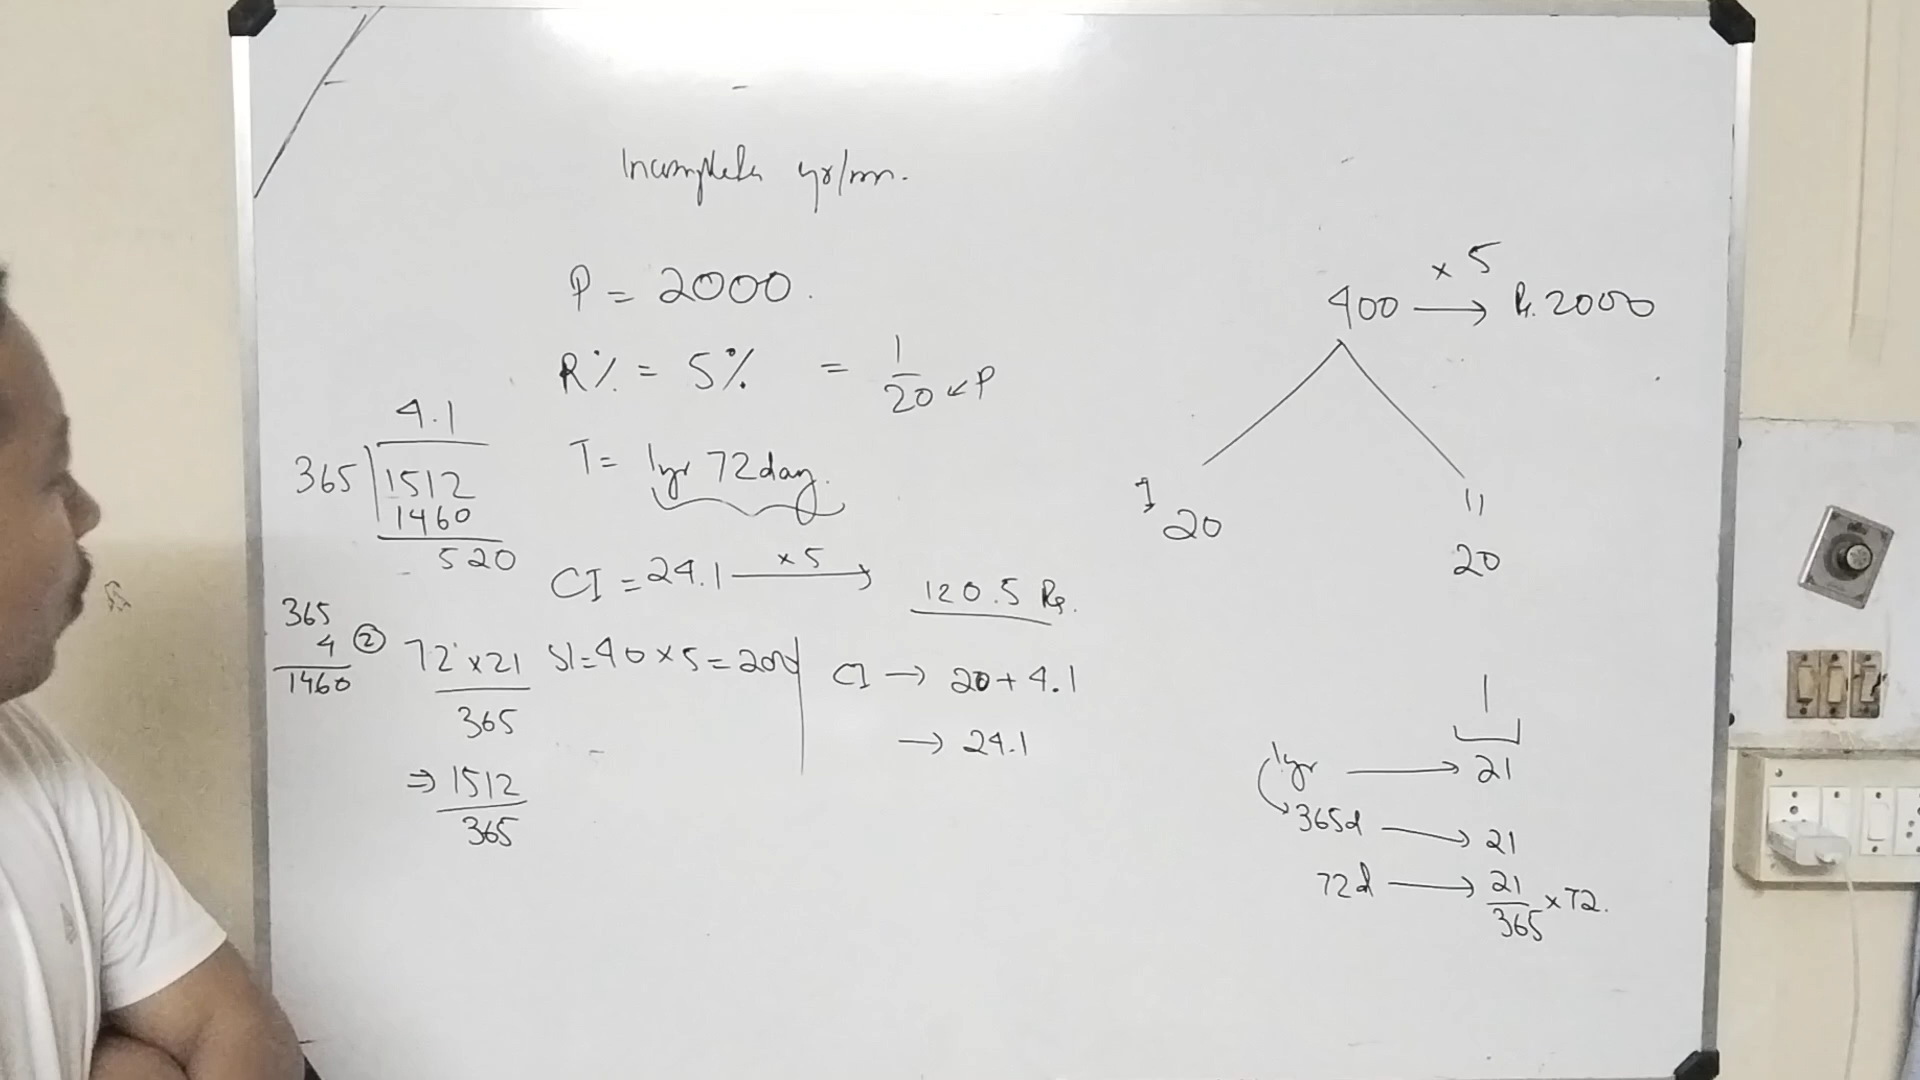 Incomplete yr/mn.
P = 2000.
R% = 5% = 1/20 ← P
T = 1yr 72day.
CI = 24.1 —×5→ 120.5 Rs.
4.1
365 | 1512
1460
520
365
4
1460
② 72 × 21
365
⇒ 1512
365
SI = 40 × 5 = 200
CI → 20 + 4.1
→ 24.1
400 —×5→ Rs. 2000
I
20
II
20
1
1yr → 21
365d → 21
72d → 21/365 × 72.